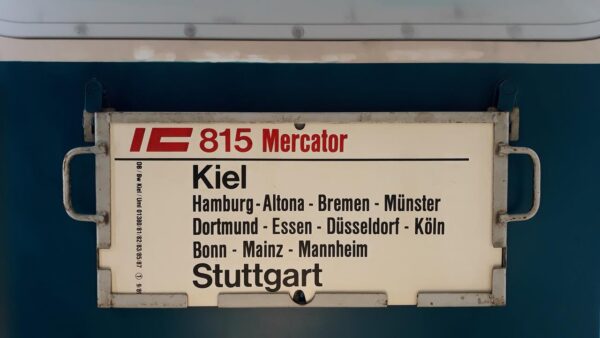 IC 815 Mercator
Kiel
Hamburg-Altona - Bremen - Münster
Dortmund - Essen - Düsseldorf - Köln
Bonn - Mainz - Mannheim
Stuttgart